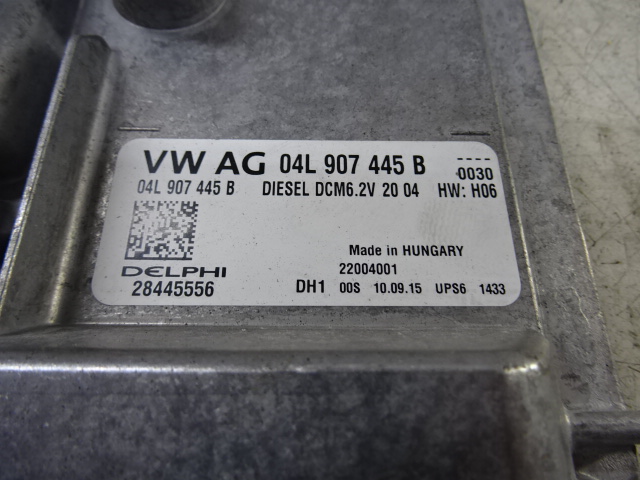 VW AG 04L 907 445 B ----
0030
04L 907 445 B DIESEL DCM6.2V 20 04 HW: H06
Made in HUNGARY
DELPHI 22004001
28445556 DH1 00S 10.09.15 UPS6 1433